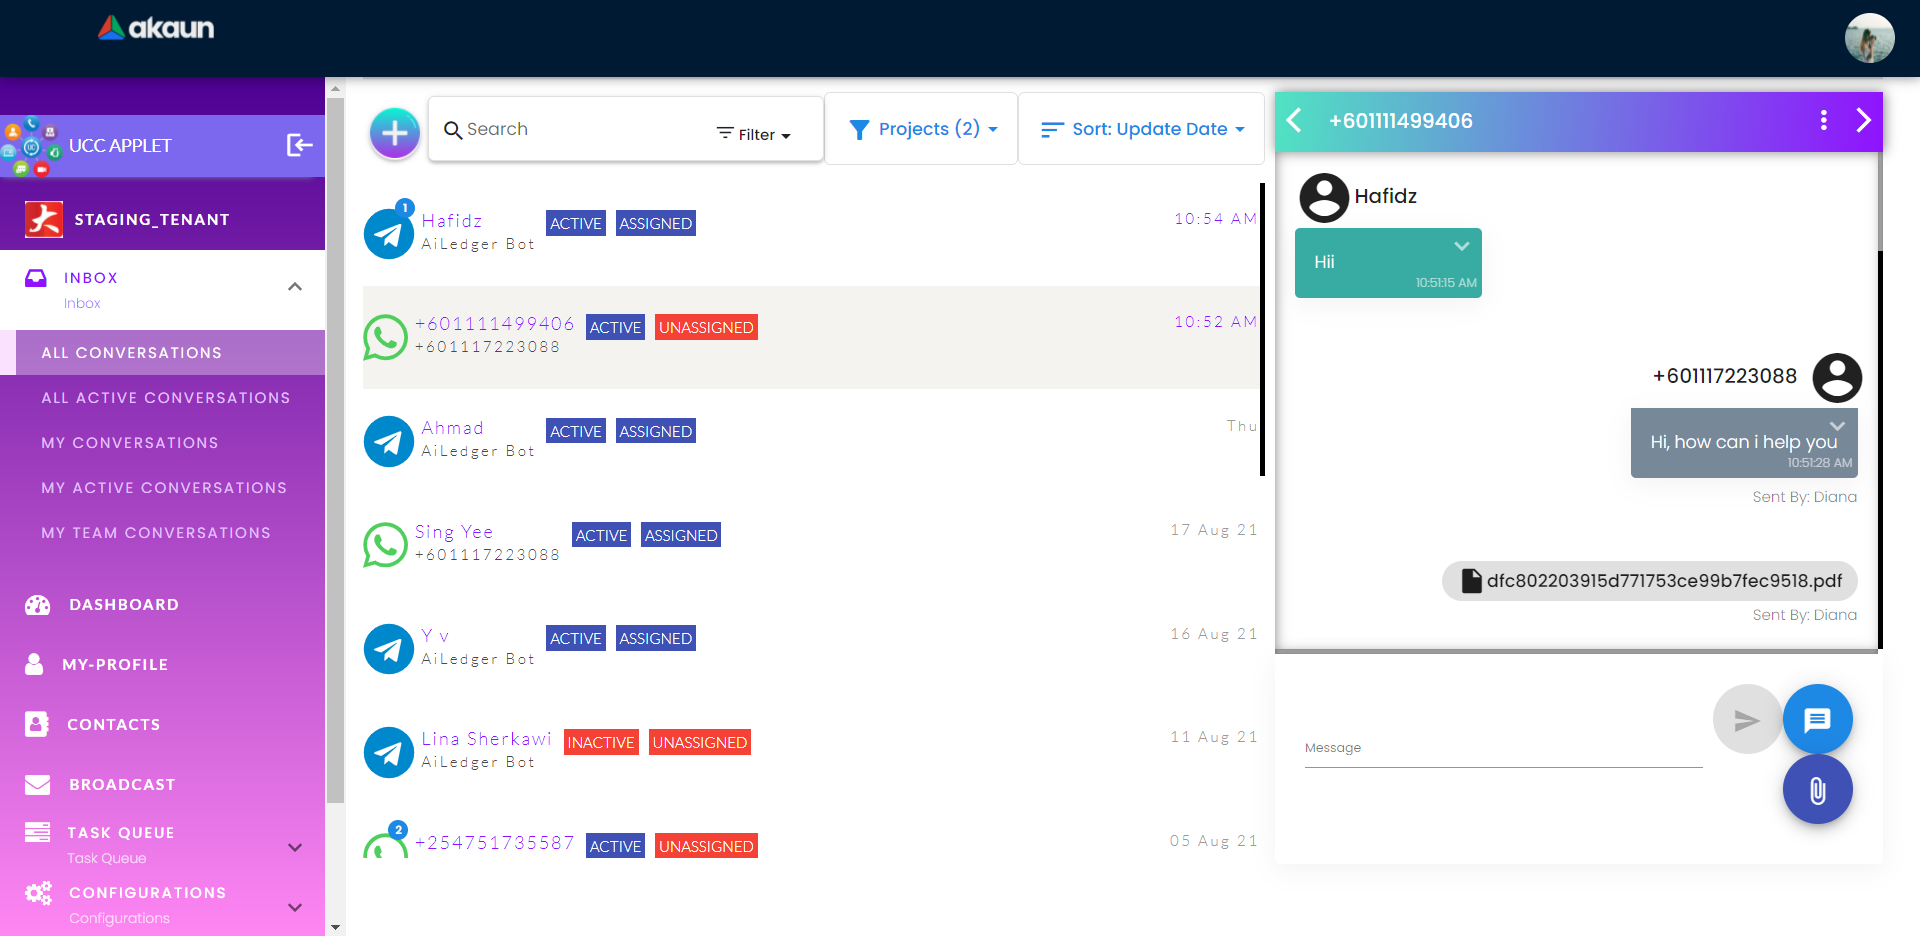 akaun
UCC APPLET
STAGING_TENANT
INBOX
Inbox
ALL CONVERSATIONS
ALL ACTIVE CONVERSATIONS
MY CONVERSATIONS
MY ACTIVE CONVERSATIONS
MY TEAM CONVERSATIONS
DASHBOARD
MY-PROFILE
CONTACTS
BROADCAST
TASK QUEUE
Task Queue
CONFIGURATIONS
Configurations
Search
Filter
Projects (2)
Sort: Update Date
1
Hafidz ACTIVE ASSIGNED 10:54 AM
AiLedger Bot
+601111499406 ACTIVE UNASSIGNED 10:52 AM
+601117223088
Ahmad ACTIVE ASSIGNED Thu
AiLedger Bot
Sing Yee ACTIVE ASSIGNED 17 Aug 21
+601117223088
Y v ACTIVE ASSIGNED 16 Aug 21
AiLedger Bot
Lina Sherkawi INACTIVE UNASSIGNED 11 Aug 21
AiLedger Bot
2
+254751735587 ACTIVE UNASSIGNED 05 Aug 21
+601111499406
Hafidz
Hii
10:51:15 AM
+601117223088
Hi, how can i help you
10:51:28 AM
Sent By: Diana
dfc802203915d771753ce99b7fec9518.pdf
Sent By: Diana
Message